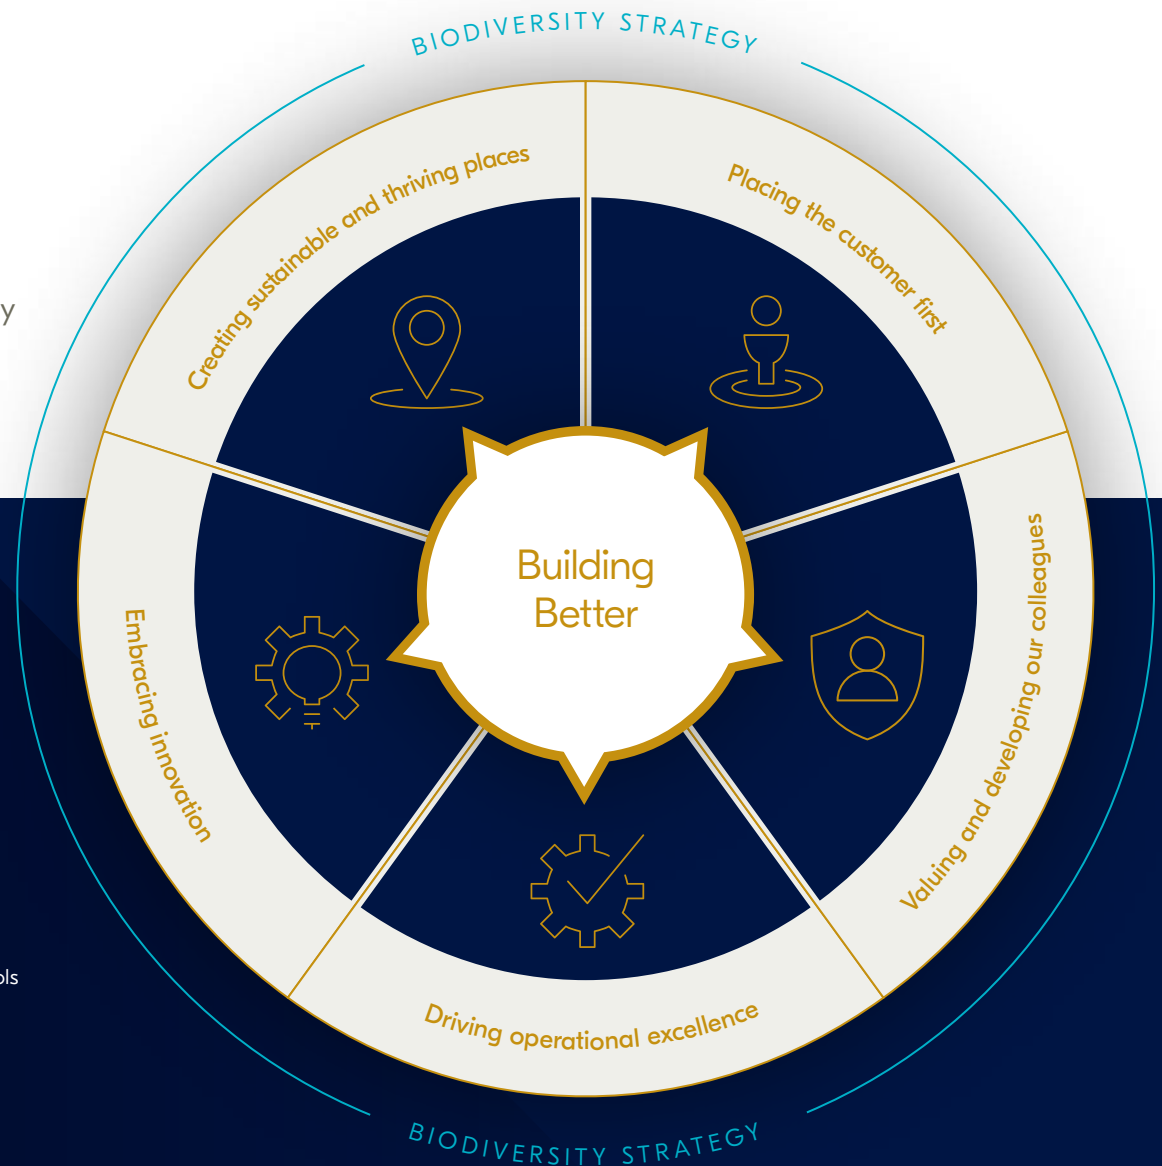 BIODIVERSITY STRATEGY
Creating sustainable and thriving places
Placing the customer first
y
Building
Better
Valuing and developing our colleagues
Embracing innovation
ols
Driving operational excellence
BIODIVERSITY STRATEGY